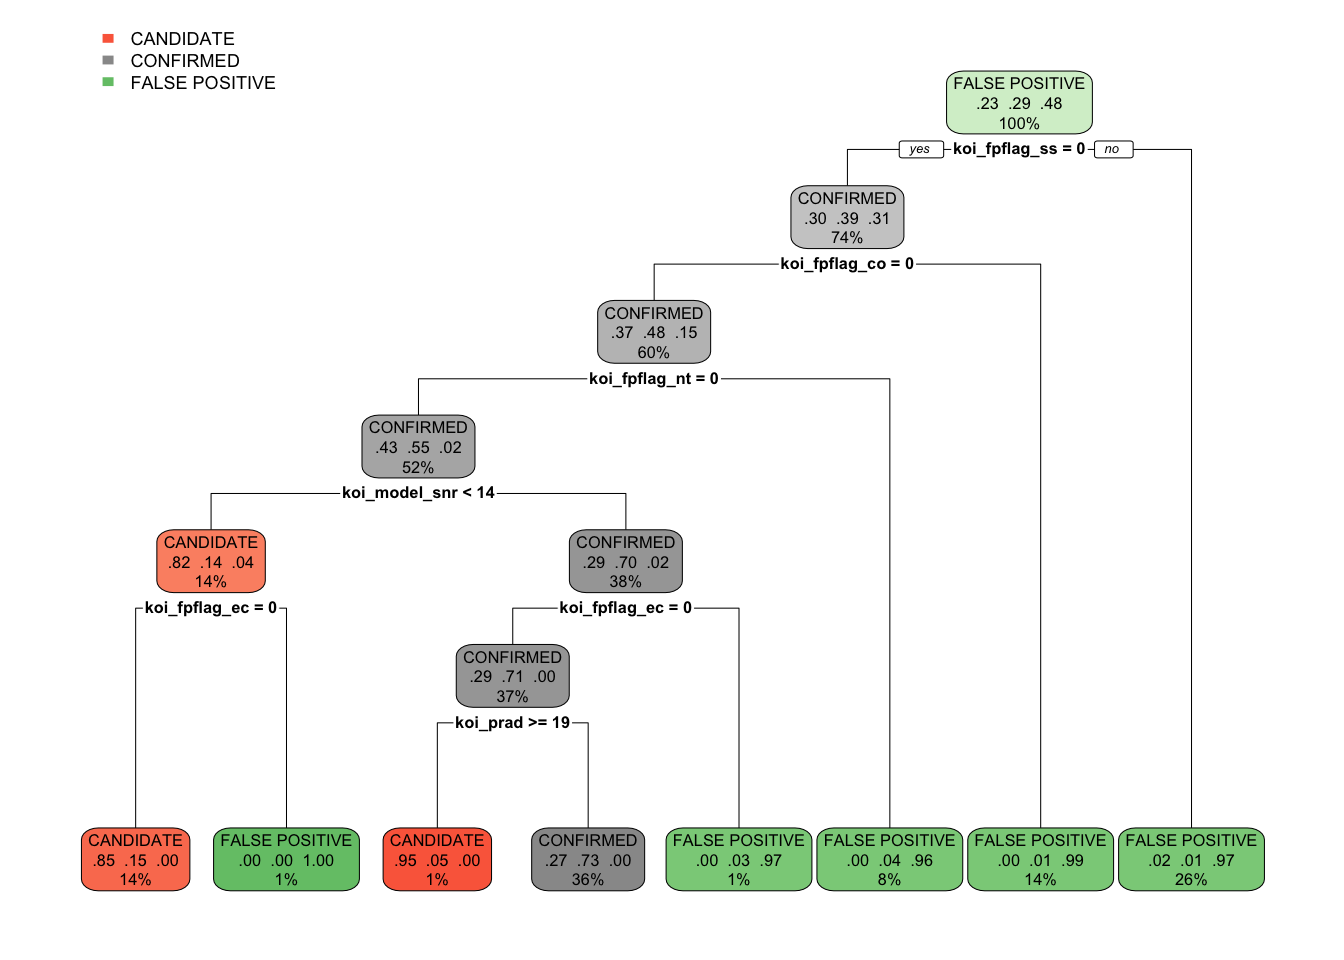 CANDIDATE
CONFIRMED
FALSE POSITIVE
FALSE POSITIVE
.23 .29 .48
100%
yes koi_fpflag_ss = 0 no
CONFIRMED
.30 .39 .31
74%
koi_fpflag_co = 0
CONFIRMED
.37 .48 .15
60%
koi_fpflag_nt = 0
CONFIRMED
.43 .55 .02
52%
koi_model_snr < 14
CANDIDATE
.82 .14 .04
14%
koi_fpflag_ec = 0
CONFIRMED
.29 .70 .02
38%
koi_fpflag_ec = 0
CONFIRMED
.29 .71 .00
37%
koi_prad >= 19
CANDIDATE
.85 .15 .00
14%
FALSE POSITIVE
.00 .00 1.00
1%
CANDIDATE
.95 .05 .00
1%
CONFIRMED
.27 .73 .00
36%
FALSE POSITIVE
.00 .03 .97
1%
FALSE POSITIVE
.00 .04 .96
8%
FALSE POSITIVE
.00 .01 .99
14%
FALSE POSITIVE
.02 .01 .97
26%